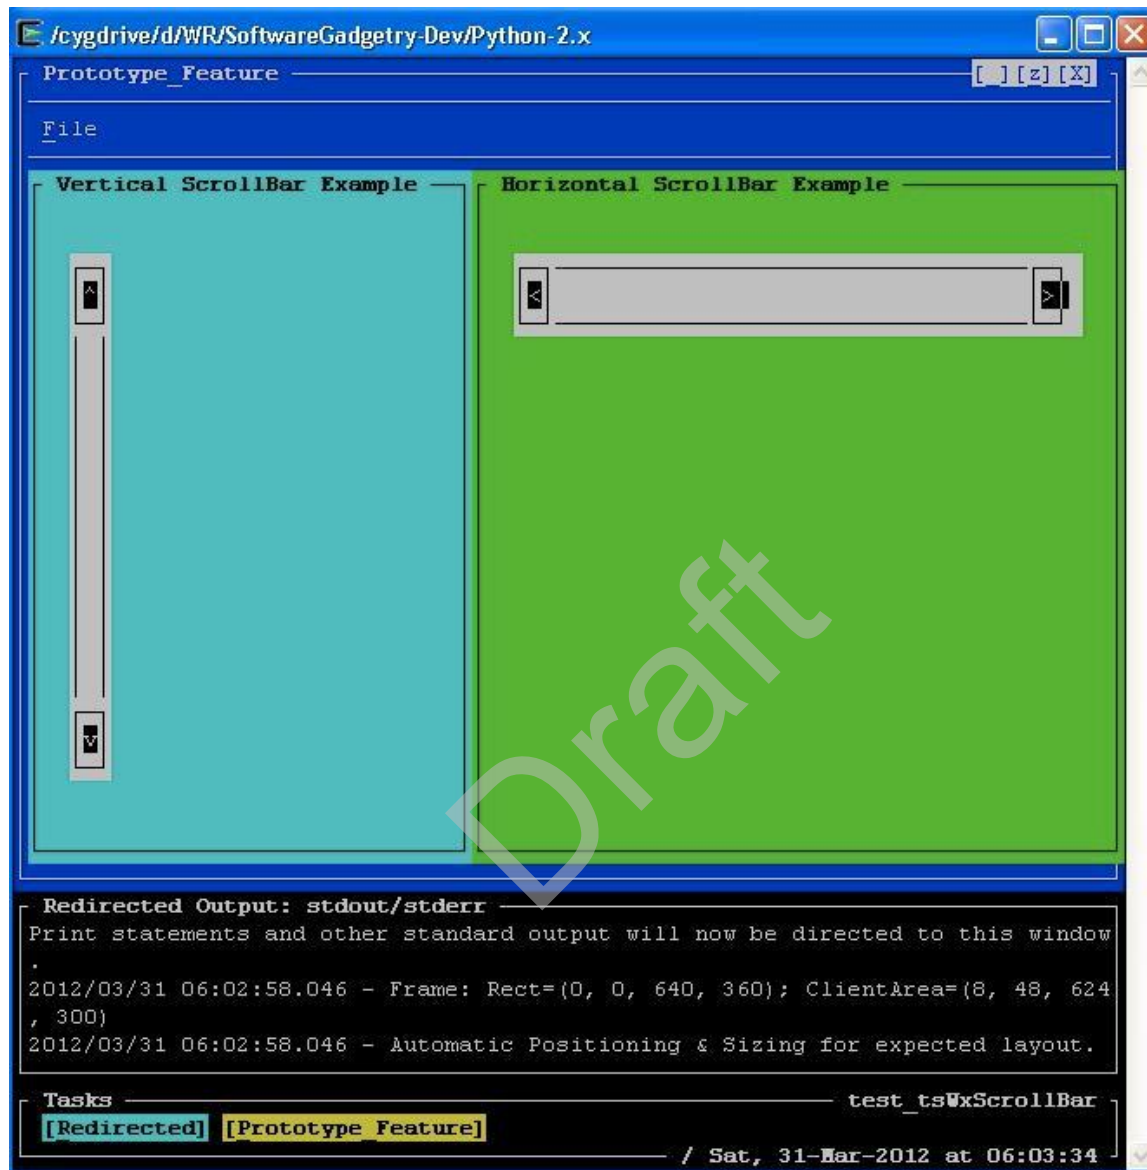 /cygdrive/d/WR/SoftwareGadgetry-Dev/Python-2.x
Prototype_Feature [_][z][X]
File
Vertical ScrollBar Example
Horizontal ScrollBar Example
^
< >
v
Draft
Redirected Output: stdout/stderr
Print statements and other standard output will now be directed to this window
.
2012/03/31 06:02:58.046 - Frame: Rect=(0, 0, 640, 360); ClientArea=(8, 48, 624
, 300)
2012/03/31 06:02:58.046 - Automatic Positioning & Sizing for expected layout.
Tasks test_tsWxScrollBar
[Redirected] [Prototype_Feature]
/ Sat, 31-Mar-2012 at 06:03:34